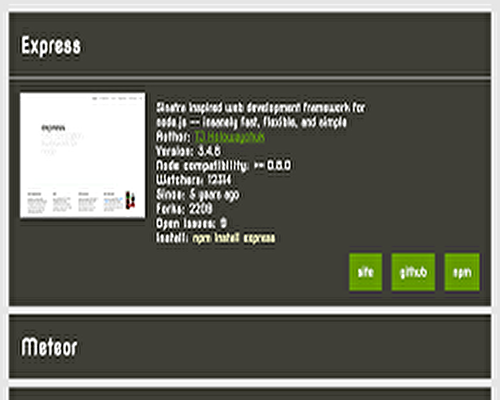 Express
express
Sinatra inspired web development framework for
node.js -- insanely fast, flexible, and simple
Author: TJ Holowaychuk
Version: 3.4.8
Node compatibility: >= 0.8.0
Watchers: 12314
Since: 5 years ago
Forks: 2209
Open issues: 9
Install: npm install express
site github npm
Meteor